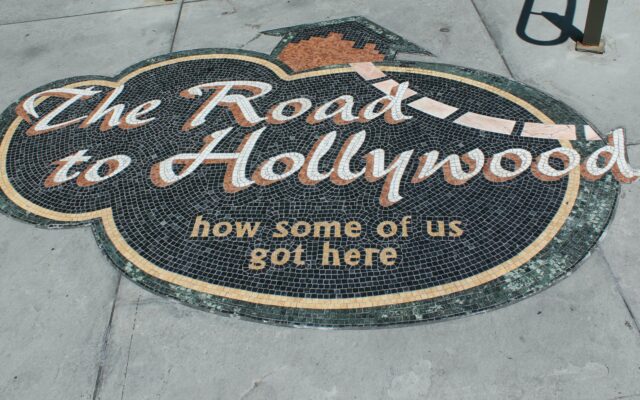 The Road
to Hollywood
how some of us
got here